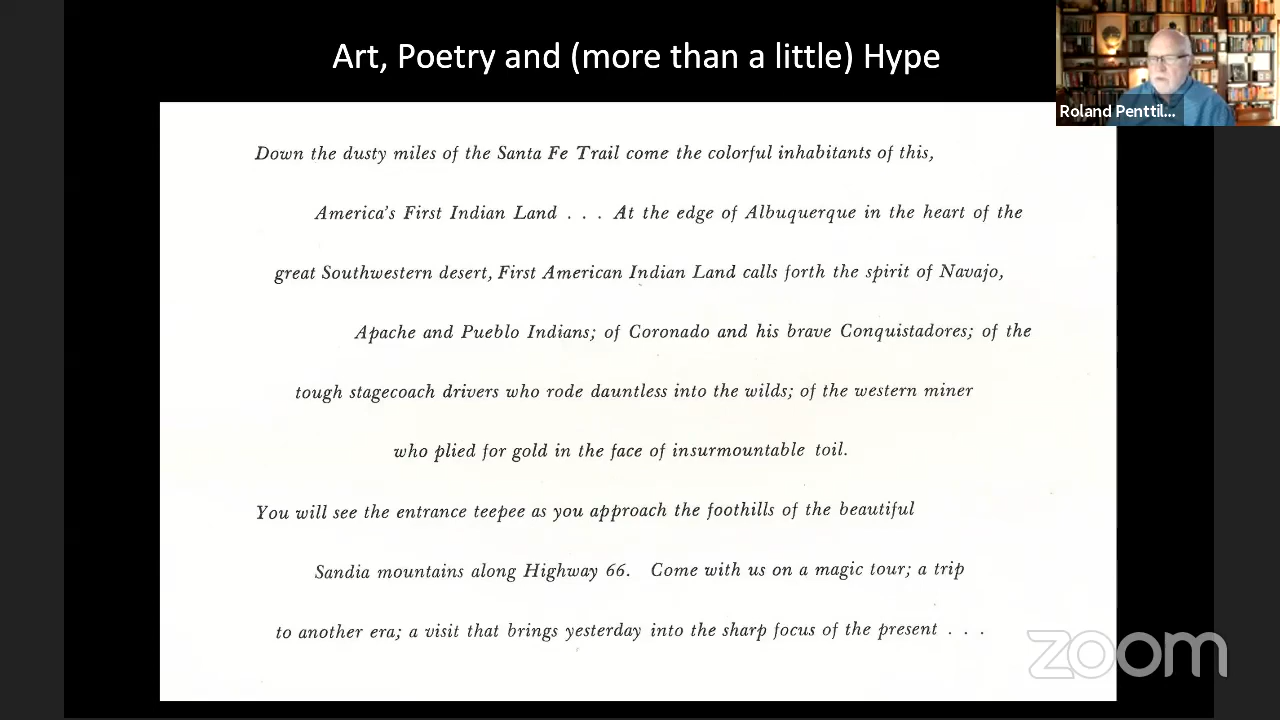 Art, Poetry and (more than a little) Hype
Roland Penttil...
Down the dusty miles of the Santa Fe Trail come the colorful inhabitants of this,
America's First Indian Land . . . At the edge of Albuquerque in the heart of the
great Southwestern desert, First American Indian Land calls forth the spirit of Navajo,
Apache and Pueblo Indians; of Coronado and his brave Conquistadores; of the
tough stagecoach drivers who rode dauntless into the wilds; of the western miner
who plied for gold in the face of insurmountable toil.
You will see the entrance teepee as you approach the foothills of the beautiful
Sandia mountains along Highway 66. Come with us on a magic tour; a trip
to another era; a visit that brings yesterday into the sharp focus of the present . . .
zoom